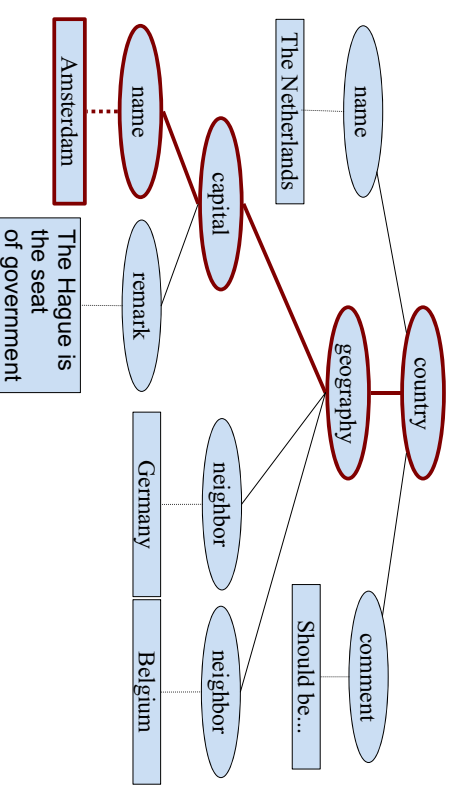 country
name
geography
comment
The Netherlands
Should be...
capital
neighbor
neighbor
name
remark
Germany
Belgium
Amsterdam
The Hague is
the seat
of government